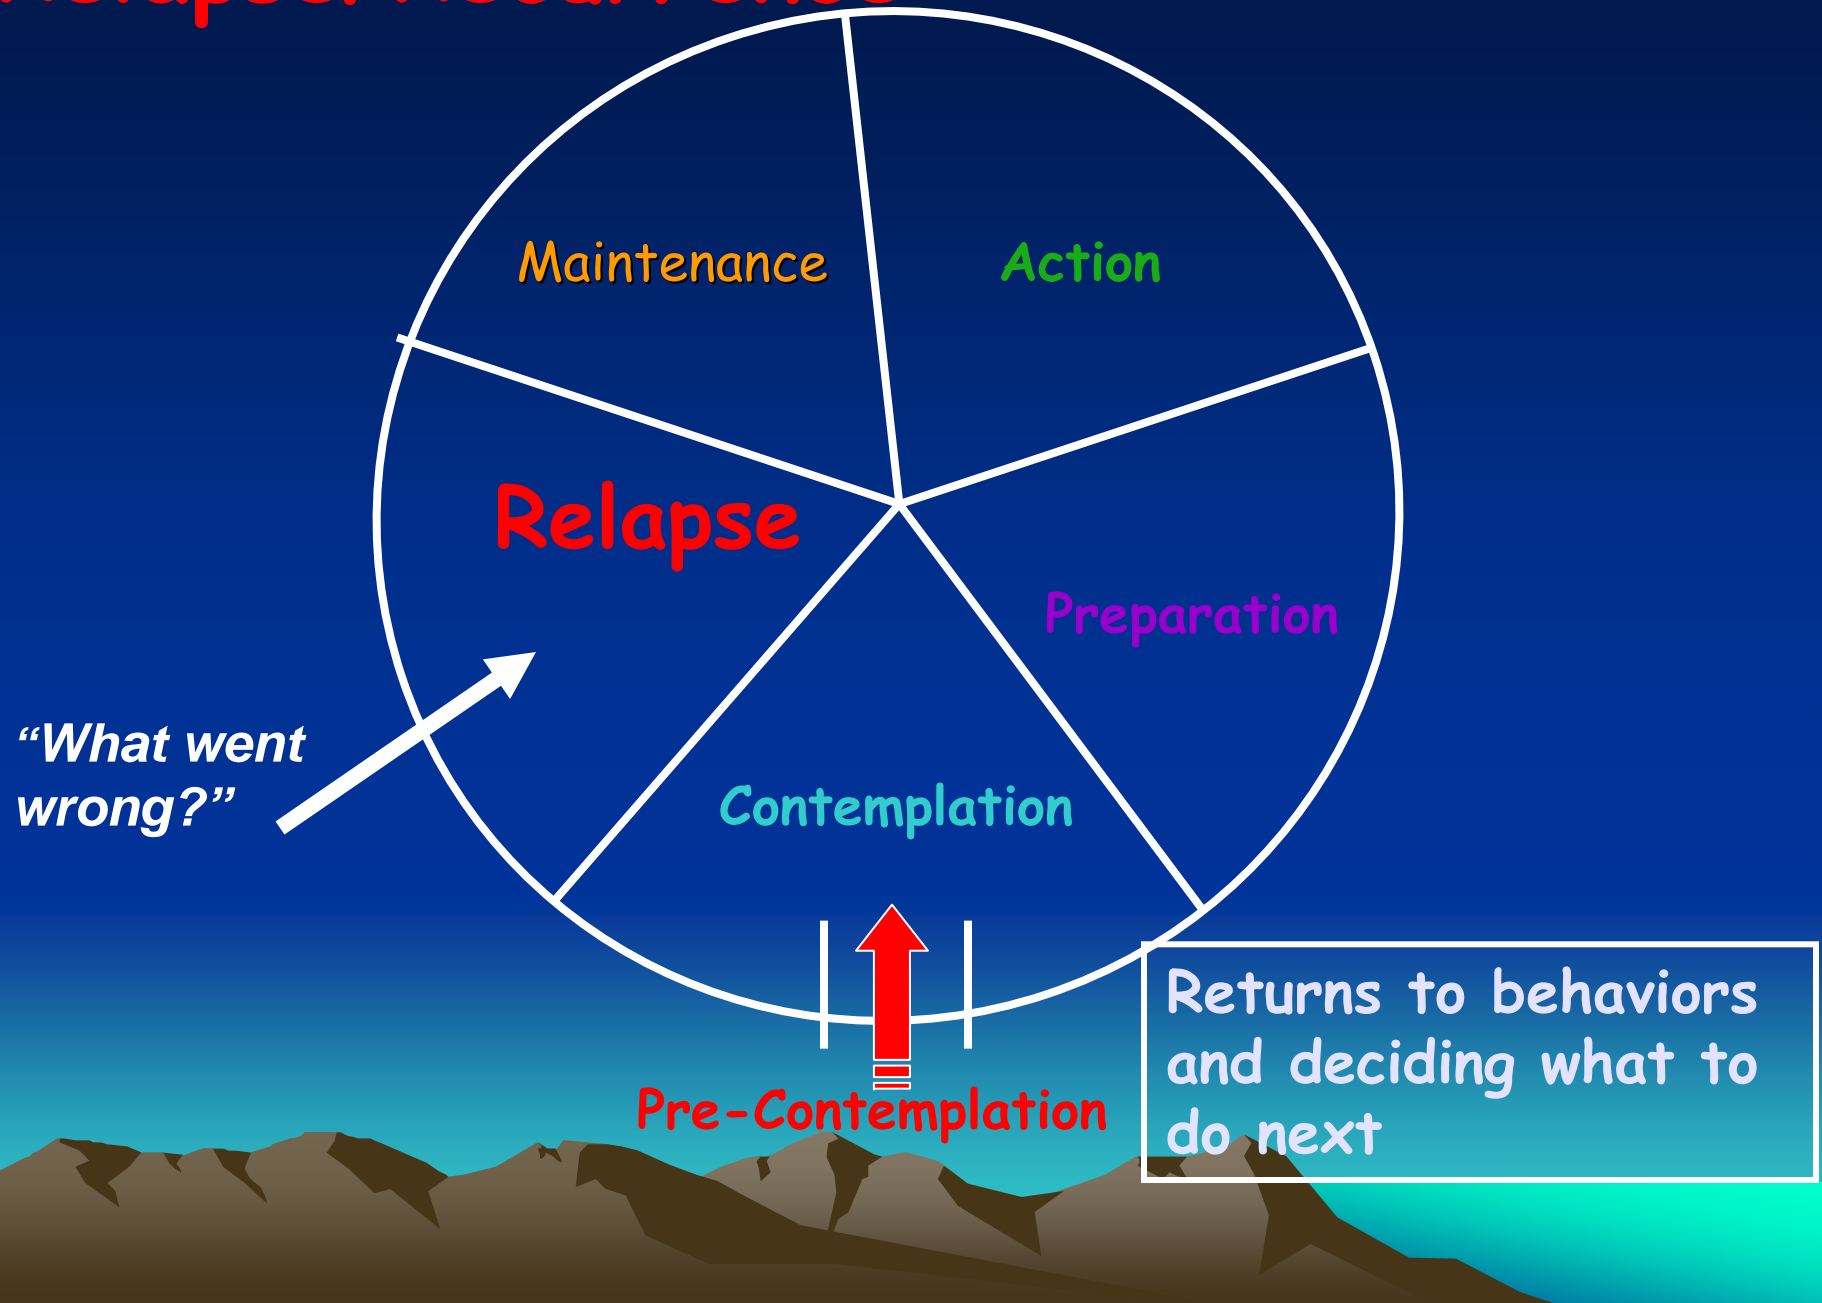 Maintenance
Action
Relapse
Preparation
“What went
wrong?”
Contemplation
Pre-Contemplation
Returns to behaviors
and deciding what to
do next